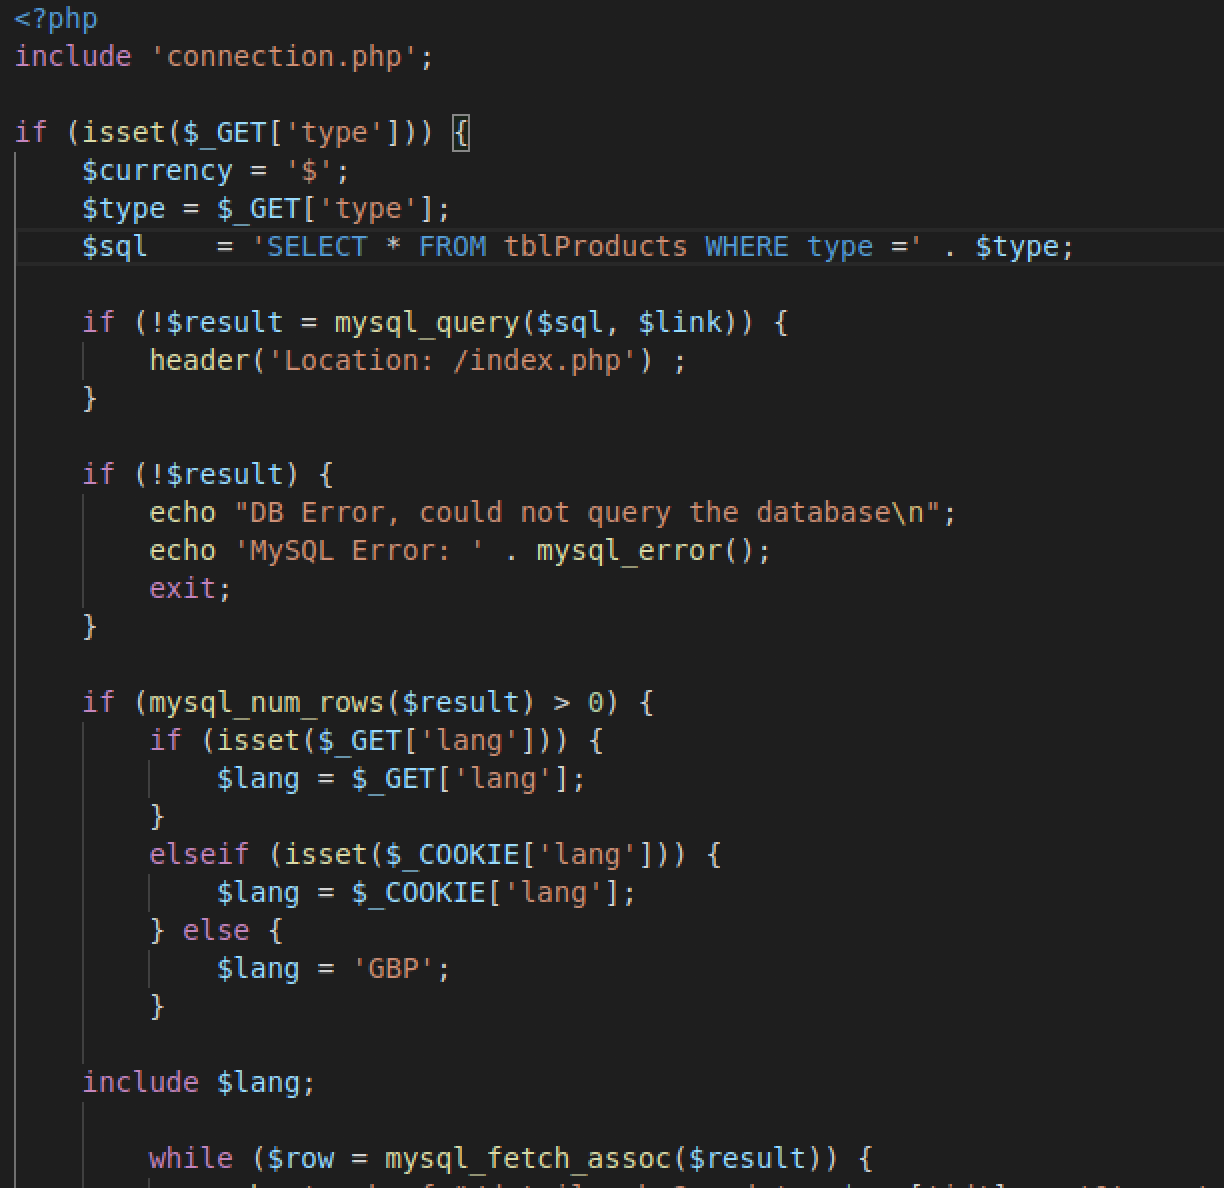 <?php
include 'connection.php';
if (isset($_GET['type'])) {
$currency = '$';
$type = $_GET['type'];
$sql    = 'SELECT * FROM tblProducts WHERE type =' . $type;
if (!$result = mysql_query($sql, $link)) {
header('Location: /index.php') ;
}
if (!$result) {
echo "DB Error, could not query the database\n";
echo 'MySQL Error: ' . mysql_error();
exit;
}
if (mysql_num_rows($result) > 0) {
if (isset($_GET['lang'])) {
$lang = $_GET['lang'];
}
elseif (isset($_COOKIE['lang'])) {
$lang = $_COOKIE['lang'];
} else {
$lang = 'GBP';
}
include $lang;
while ($row = mysql_fetch_assoc($result)) {